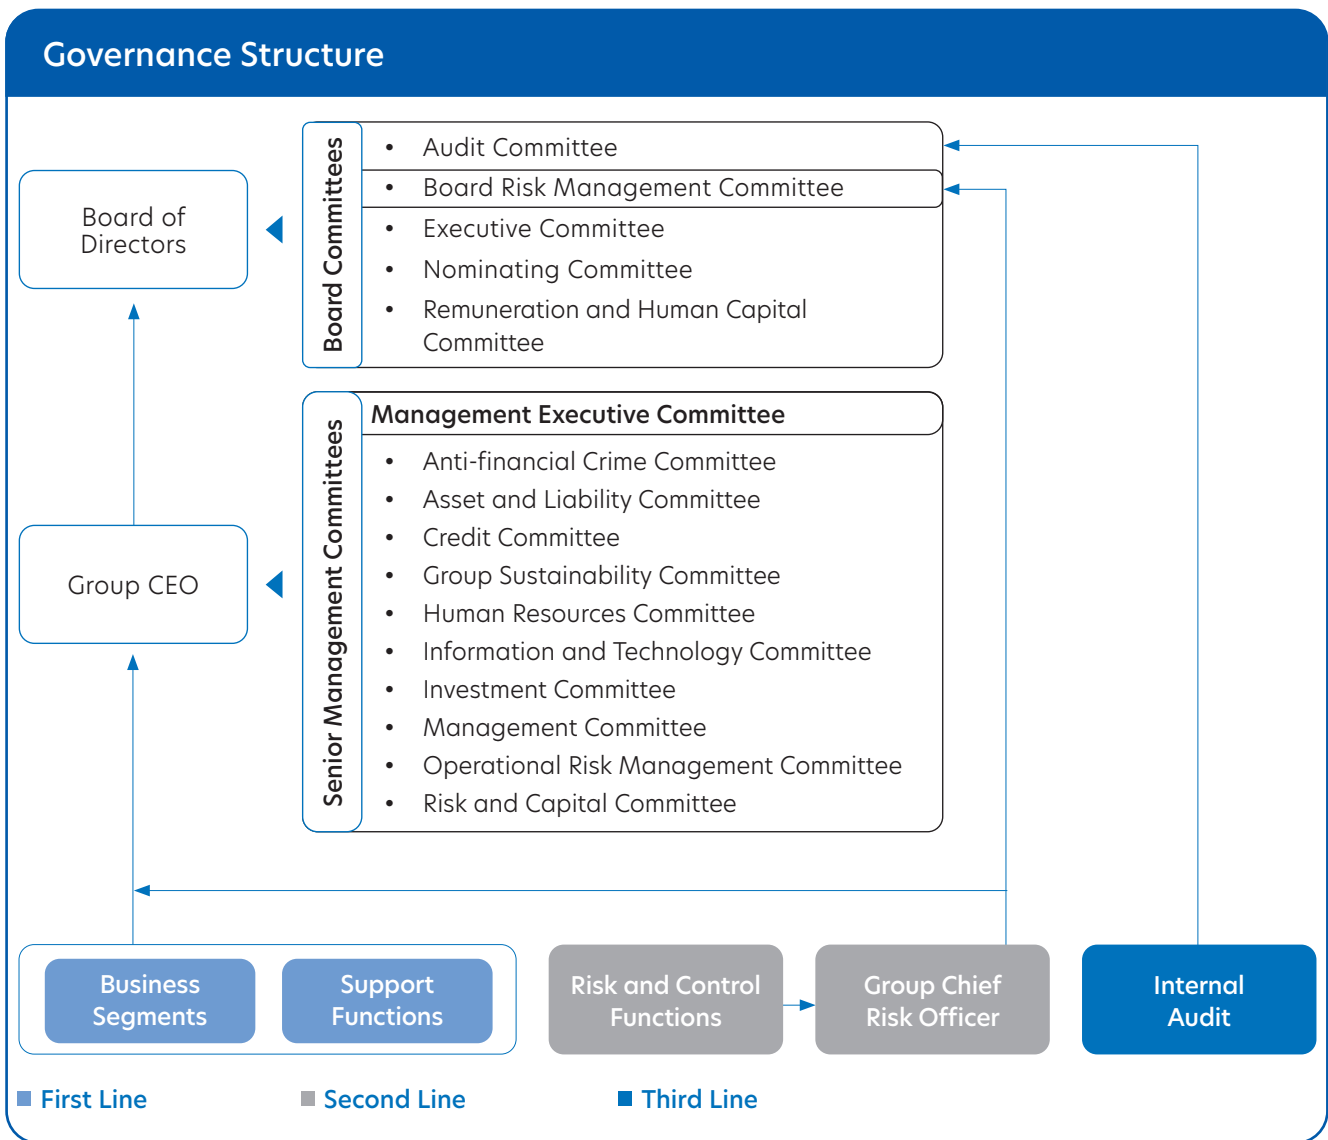 Governance Structure
Board of
Directors
Board Committees
• Audit Committee
• Board Risk Management Committee
• Executive Committee
• Nominating Committee
• Remuneration and Human Capital
Committee
Group CEO
Senior Management Committees
Management Executive Committee
• Anti-financial Crime Committee
• Asset and Liability Committee
• Credit Committee
• Group Sustainability Committee
• Human Resources Committee
• Information and Technology Committee
• Investment Committee
• Management Committee
• Operational Risk Management Committee
• Risk and Capital Committee
Business
Segments
Support
Functions
Risk and Control
Functions
Group Chief
Risk Officer
Internal
Audit
First Line
Second Line
Third Line